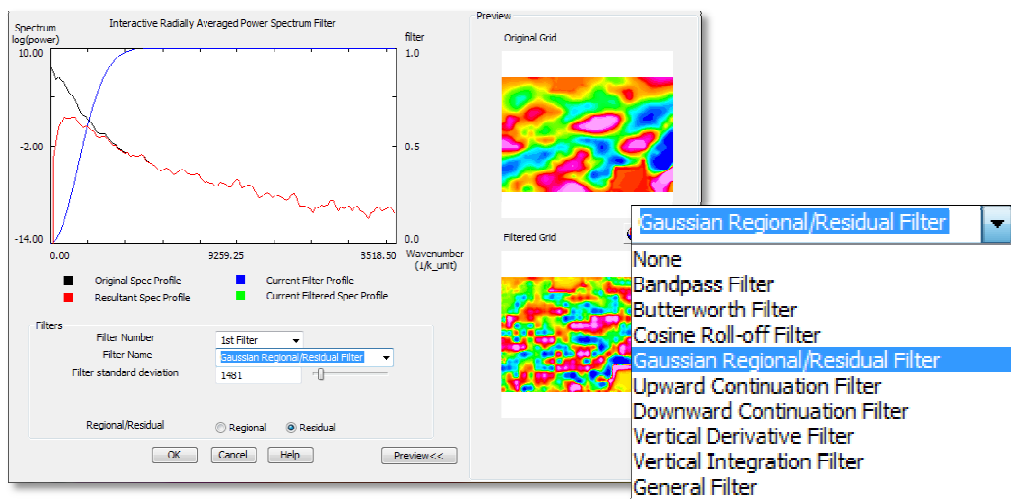 Interactive Radially Averaged Power Spectrum Filter
Spectrum
log(power)
filter
10.00
1.0
-2.00
0.5
-14.00
0.0
0.00
9259.25
5518.50
Wavenumber
(1/k_unit)
Original Spec Profile
Current Filter Profile
Resultant Spec Profile
Current Filtered Spec Profile
Filters
Filter Number
1st Filter
Filter Name
Gaussian Regional/Residual Filter
Filter standard deviation
1481
Regional/Residual
Regional
Residual
OK
Cancel
Help
Preview<<
Preview
Original Grid
Filtered Grid
Gaussian Regional/Residual Filter
None
Bandpass Filter
Butterworth Filter
Cosine Roll-off Filter
Gaussian Regional/Residual Filter
Upward Continuation Filter
Downward Continuation Filter
Vertical Derivative Filter
Vertical Integration Filter
General Filter